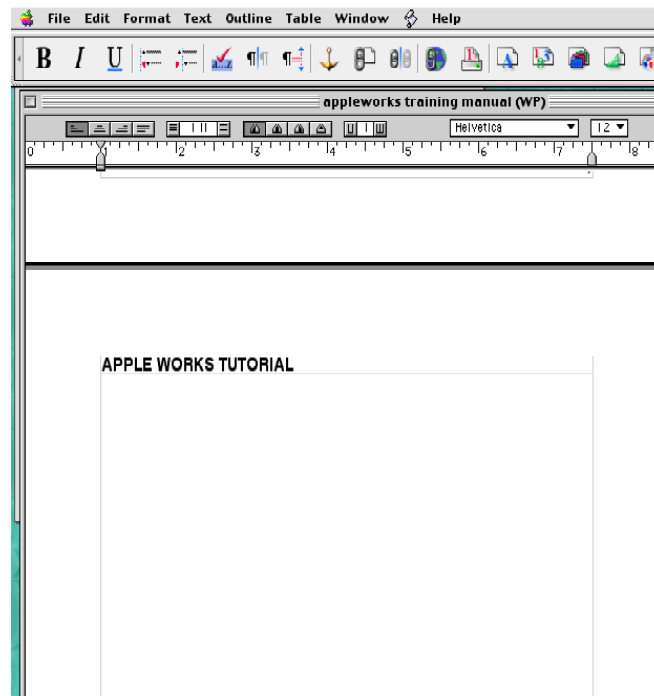 File Edit Format Text Outline Table Window Help
B I U
appleworks training manual (WP)
Helvetica 12
0 1 2 3 4 5 6 7 8
APPLE WORKS TUTORIAL